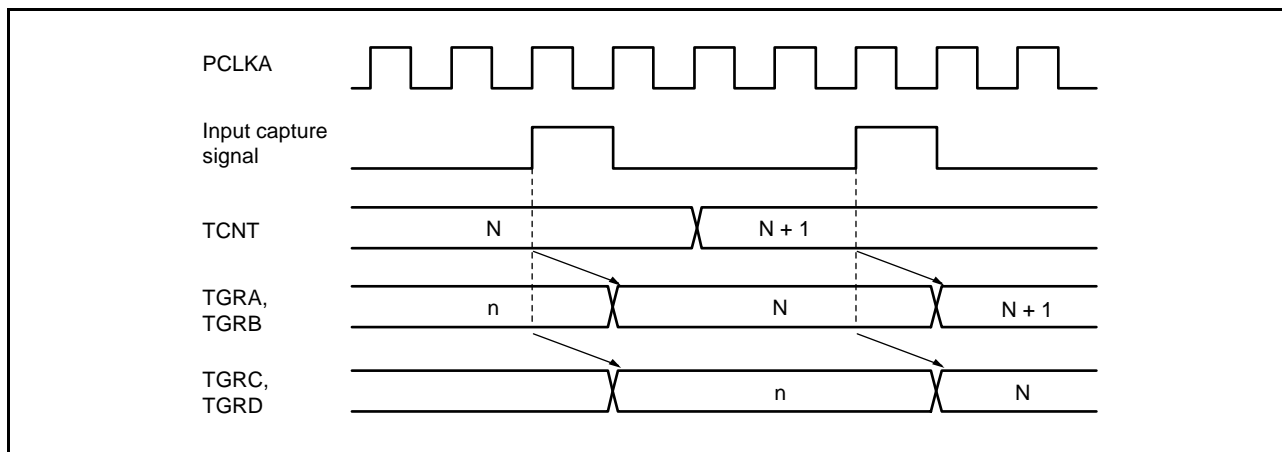 PCLKA
Input capture
signal
TCNT
N
N + 1
TGRA,
TGRB
n
N
N + 1
TGRC,
TGRD
n
N